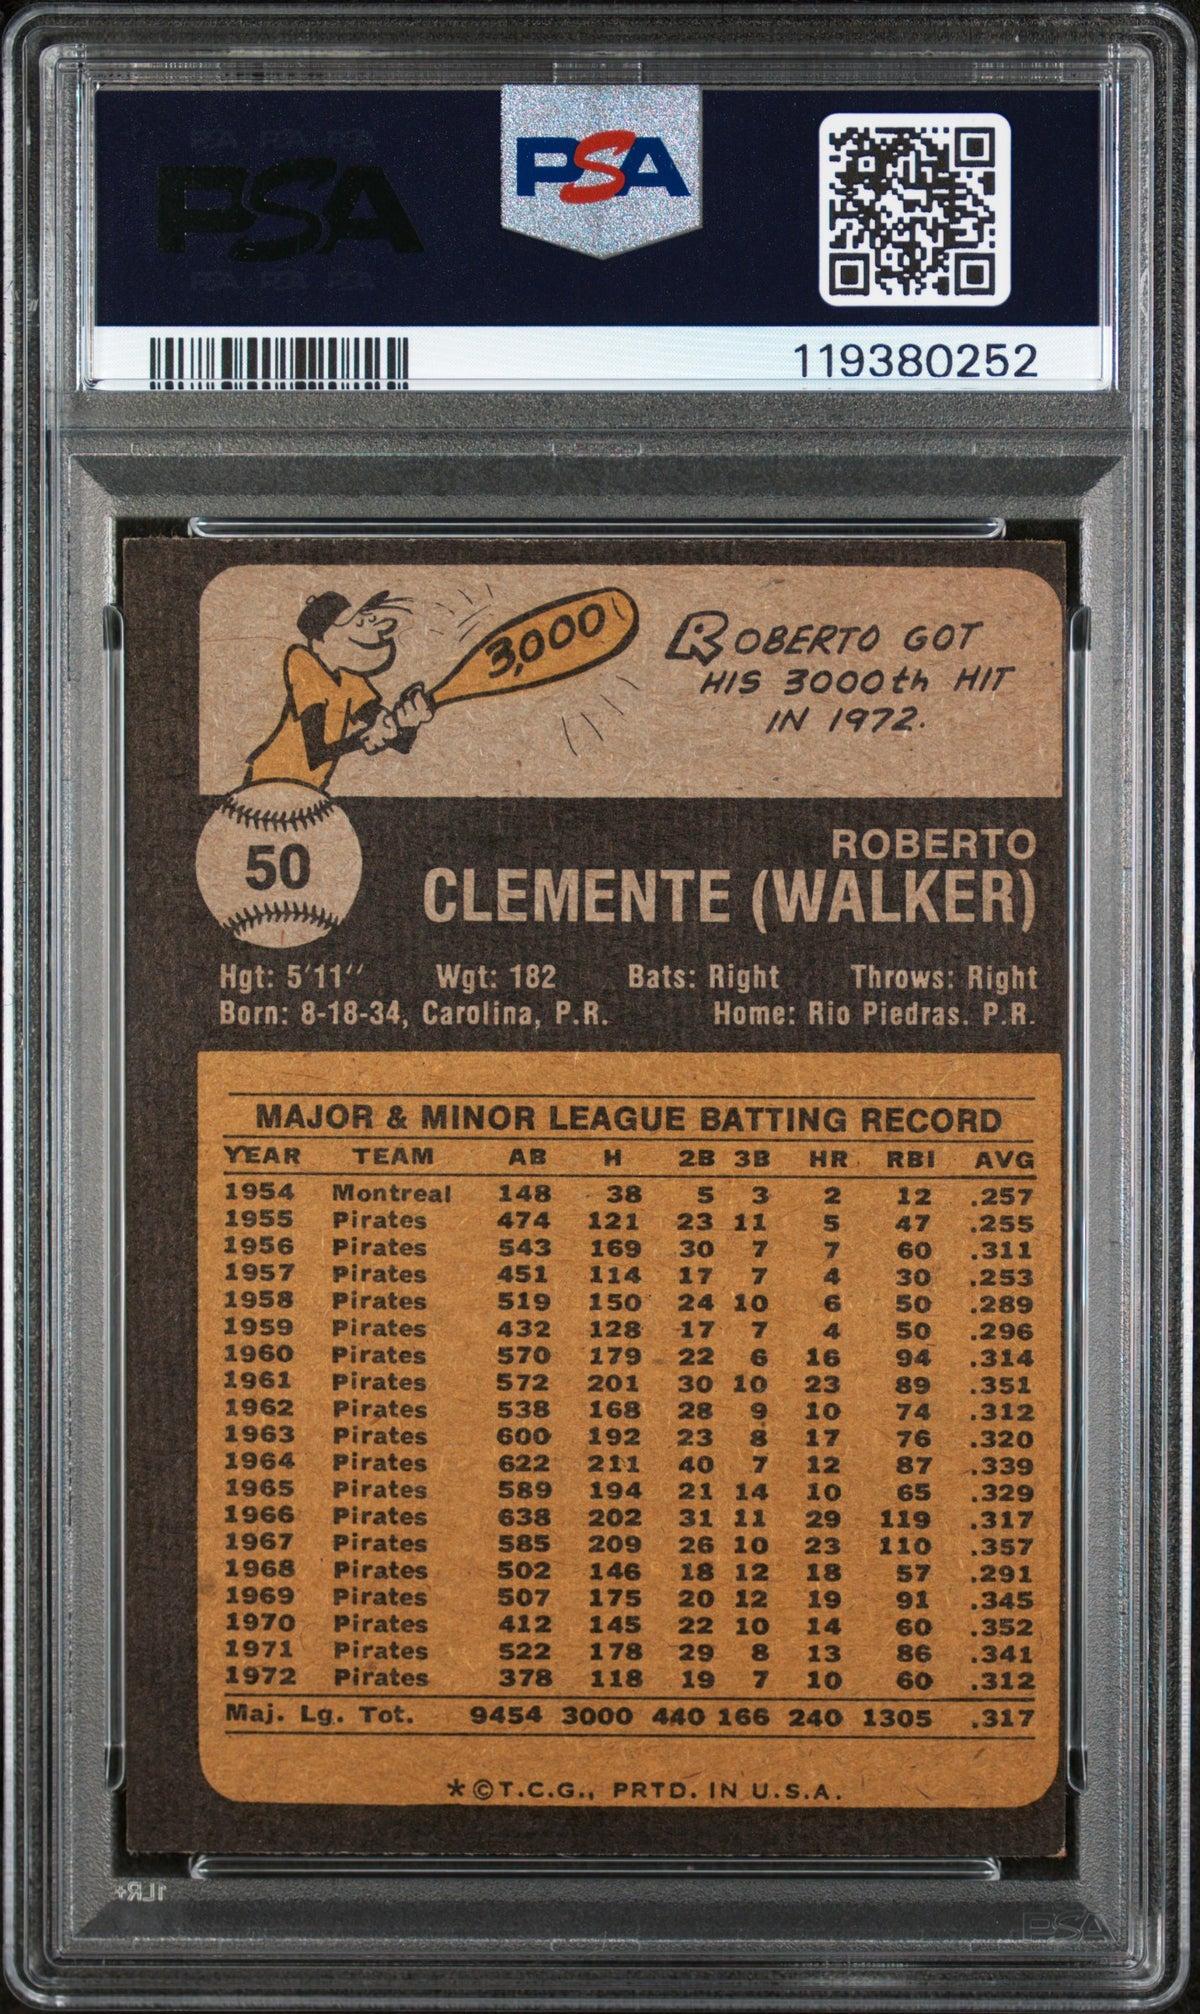 PSA PSA PSA
PSA
PSA PSA PSA
PSA
119380252
3,000
ROBERTO GOT
HIS 3000th HIT
IN 1972.
50
ROBERTO
CLEMENTE (WALKER)
Hgt: 5'11'' Wgt: 182 Bats: Right Throws: Right
Born: 8-18-34, Carolina, P.R. Home: Rio Piedras. P.R.
MAJOR & MINOR LEAGUE BATTING RECORD
YEAR TEAM AB H 2B 3B HR RBI AVG
1954 Montreal 148 38 5 3 2 12 .257
1955 Pirates 474 121 23 11 5 47 .255
1956 Pirates 543 169 30 7 7 60 .311
1957 Pirates 451 114 17 7 4 30 .253
1958 Pirates 519 150 24 10 6 50 .289
1959 Pirates 432 128 17 7 4 50 .296
1960 Pirates 570 179 22 6 16 94 .314
1961 Pirates 572 201 30 10 23 89 .351
1962 Pirates 538 168 28 9 10 74 .312
1963 Pirates 600 192 23 8 17 76 .320
1964 Pirates 622 211 40 7 12 87 .339
1965 Pirates 589 194 21 14 10 65 .329
1966 Pirates 638 202 31 11 29 119 .317
1967 Pirates 585 209 26 10 23 110 .357
1968 Pirates 502 146 18 12 18 57 .291
1969 Pirates 507 175 20 12 19 91 .345
1970 Pirates 412 145 22 10 14 60 .352
1971 Pirates 522 178 29 8 13 86 .341
1972 Pirates 378 118 19 7 10 60 .312
Maj. Lg. Tot. 9454 3000 440 166 240 1305 .317
*©T.C.G., PRTD. IN U.S.A.
1LR+
PSA